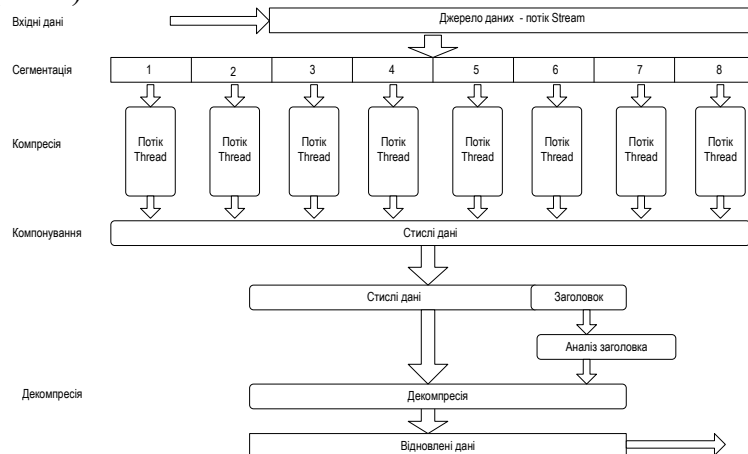 )
Вхідні дані
Джерело даних - потік Stream
Сегментація
1 2 3 4 5 6 7 8
Компресія
Потік Потік Потік Потік Потік Потік Потік Потік
Thread Thread Thread Thread Thread Thread Thread Thread
Компонування
Стислі дані
Стислі дані
Заголовок
Аналіз заголовка
Декомпресія
Декомпресія
Відновлені дані